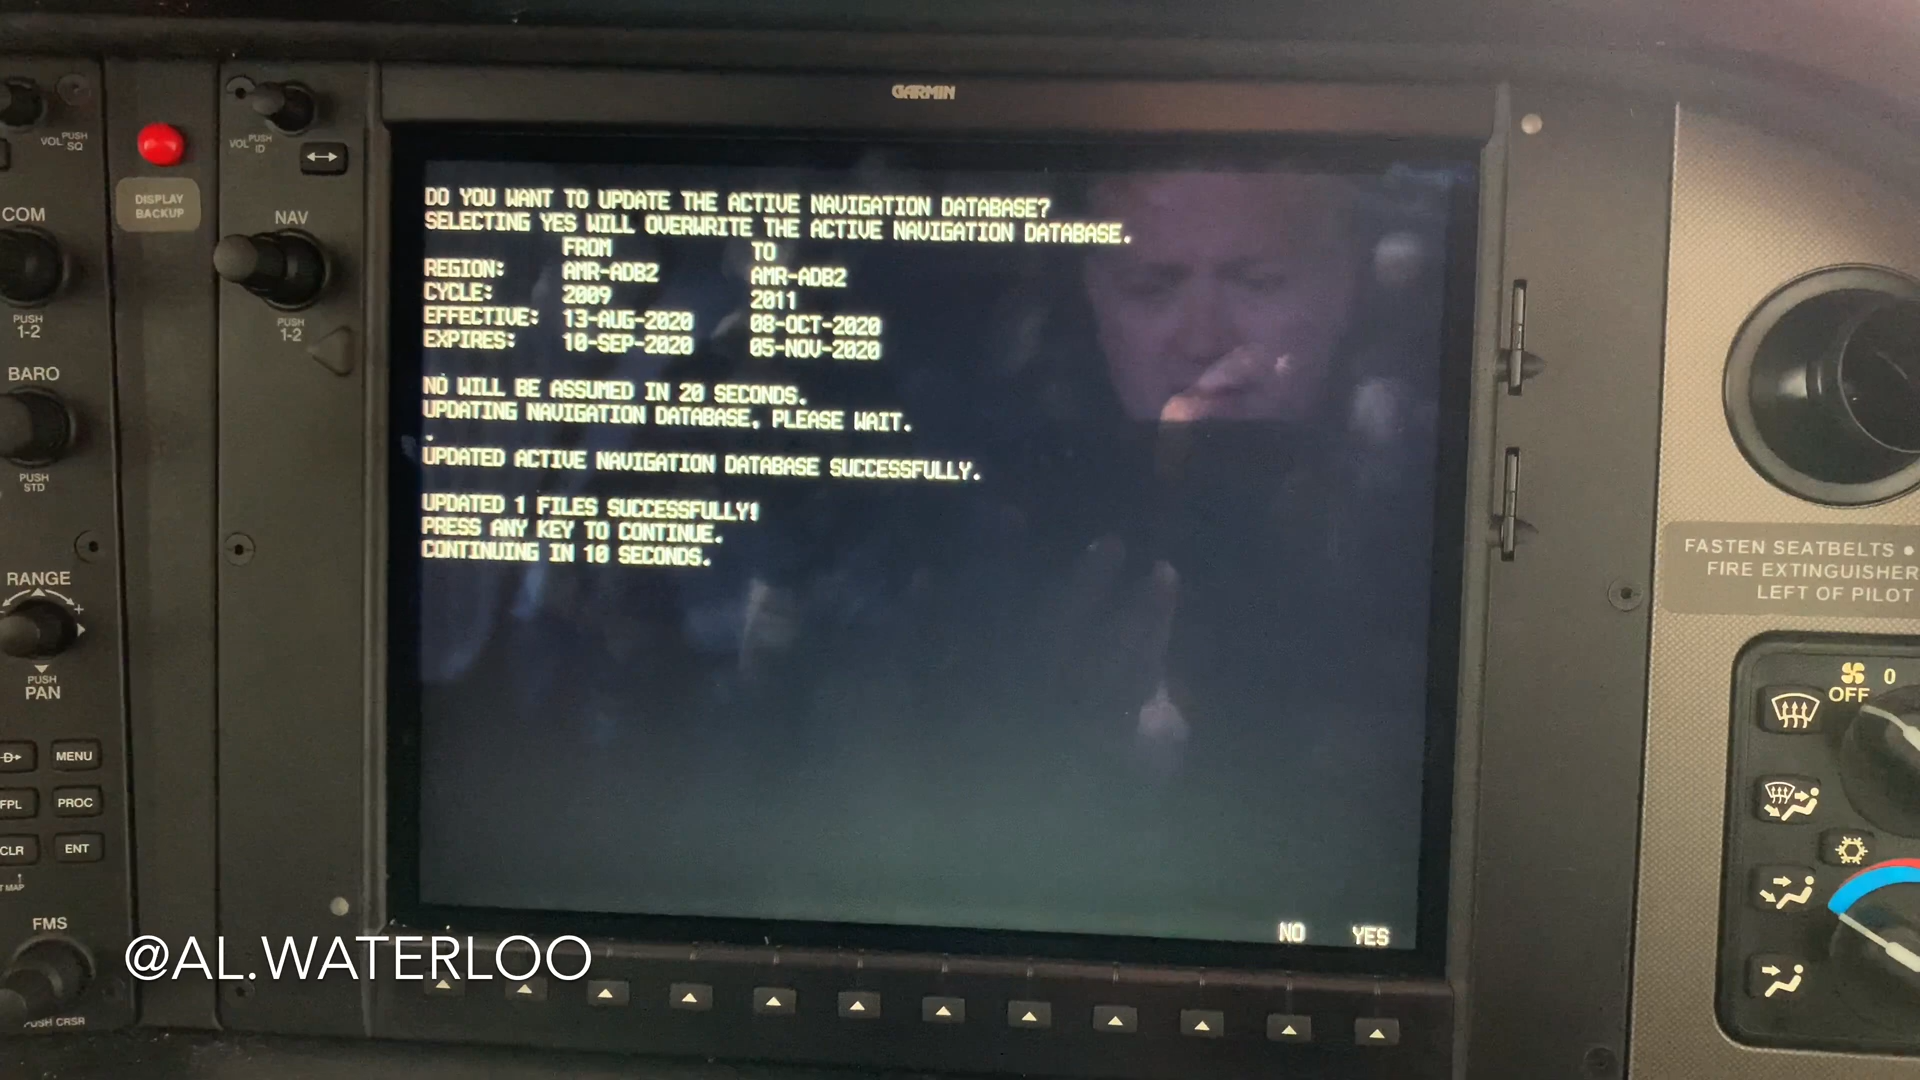 GARMIN
VOL PUSH SQ
DISPLAY
BACKUP
VOL PUSH ID
COM
NAV
PUSH
1-2
PUSH
1-2
BARO
PUSH
STD
RANGE
PUSH
PAN
MENU
FPL
PROC
CLR
ENT
FMS
PUSH CRSR
DO YOU WANT TO UPDATE THE ACTIVE NAVIGATION DATABASE?
SELECTING YES WILL OVERWRITE THE ACTIVE NAVIGATION DATABASE.
FROM TO
REGION: AMR-ADB2 AMR-ADB2
CYCLE: 2009 2011
EFFECTIVE: 13-AUG-2020 08-OCT-2020
EXPIRES: 10-SEP-2020 05-NOV-2020
NO WILL BE ASSUMED IN 20 SECONDS.
UPDATING NAVIGATION DATABASE, PLEASE WAIT.
.
UPDATED ACTIVE NAVIGATION DATABASE SUCCESSFULLY.
UPDATED 1 FILES SUCCESSFULLY!
PRESS ANY KEY TO CONTINUE.
CONTINUING IN 10 SECONDS.
NO YES
FASTEN SEATBELTS •
FIRE EXTINGUISHER
LEFT OF PILOT
0
OFF
@AL.WATERLOO